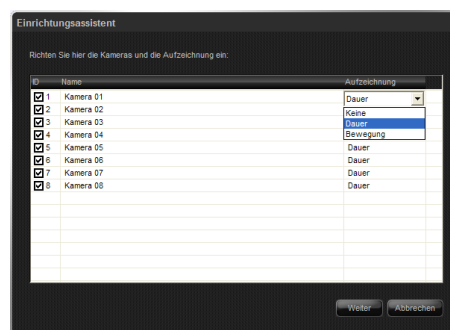 Einrichtungsassistent
Richten Sie hier die Kameras und die Aufzeichnung ein:
ID Name Aufzeichnung
1 Kamera 01 Dauer
2 Kamera 02 Keine
3 Kamera 03 Dauer
4 Kamera 04 Bewegung
5 Kamera 05 Dauer
6 Kamera 06 Dauer
7 Kamera 07 Dauer
8 Kamera 08 Dauer
Weiter Abbrechen